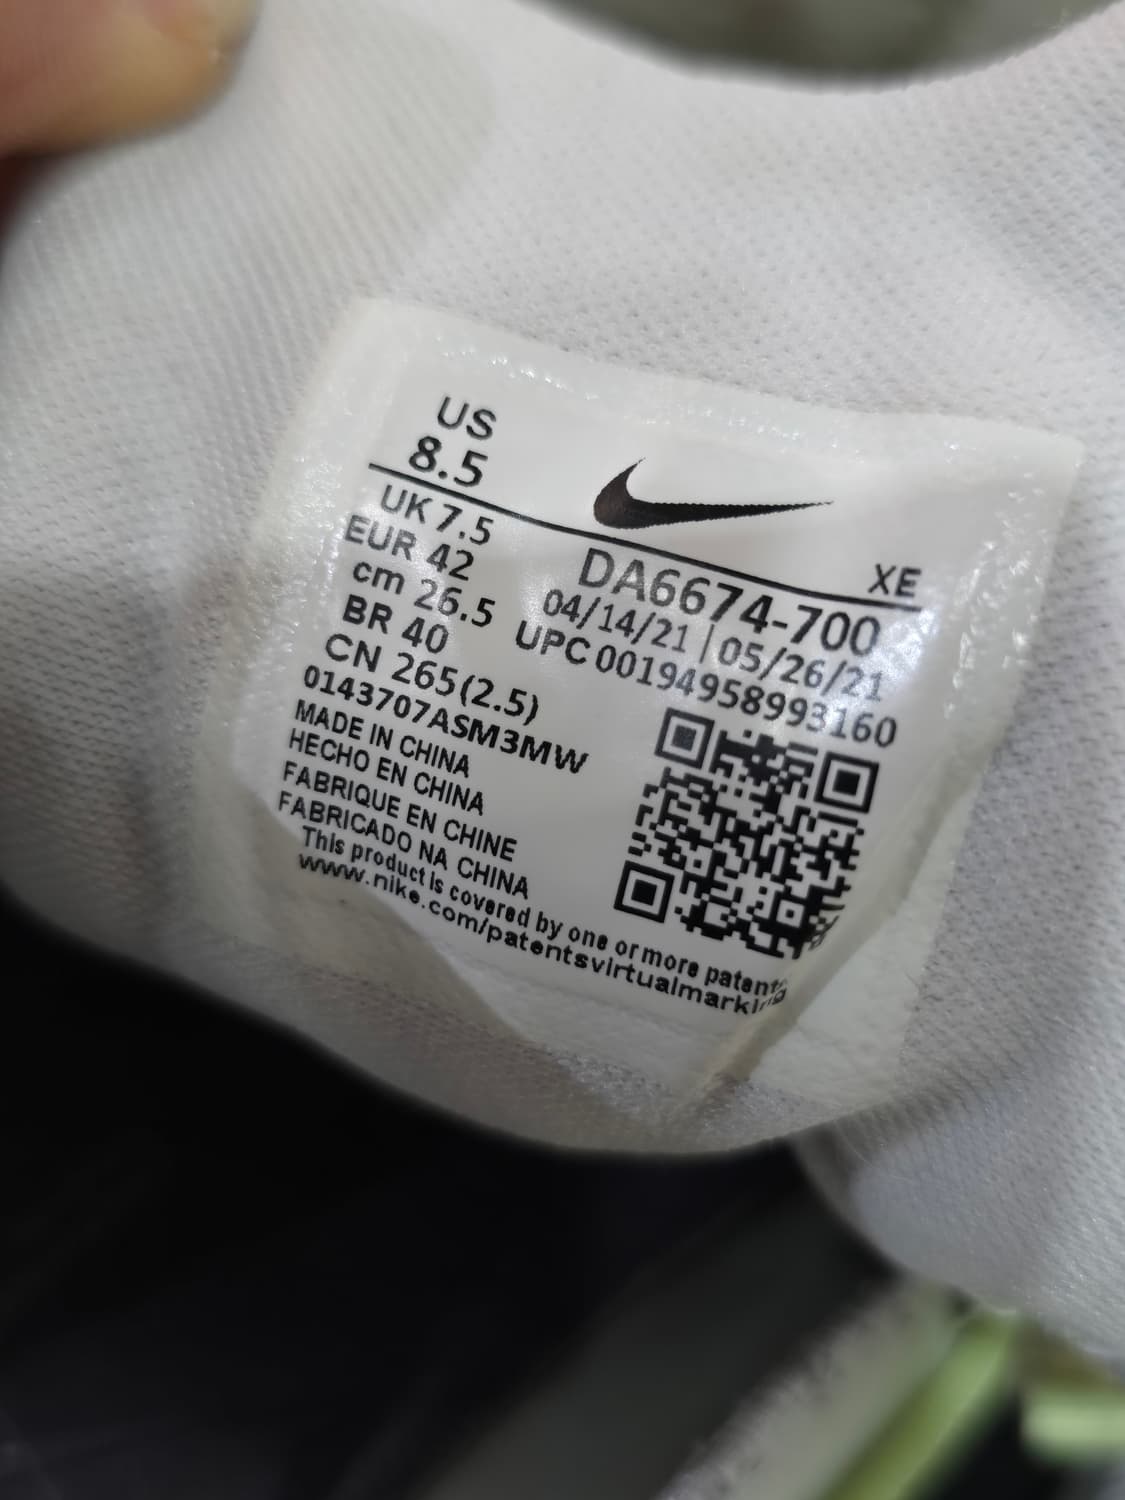 US
8.5
UK 7.5
EUR 42
cm 26.5
BR 40
CN 265(2.5)
0143707ASM3MW
MADE IN CHINA
HECHO EN CHINA
FABRIQUE EN CHINE
FABRICADO NA CHINA
This product is covered by one or more patents
www.nike.com/patentsvirtualmarking
XE
DA6674-700
04/14/21 | 05/26/21
UPC 00194958993160